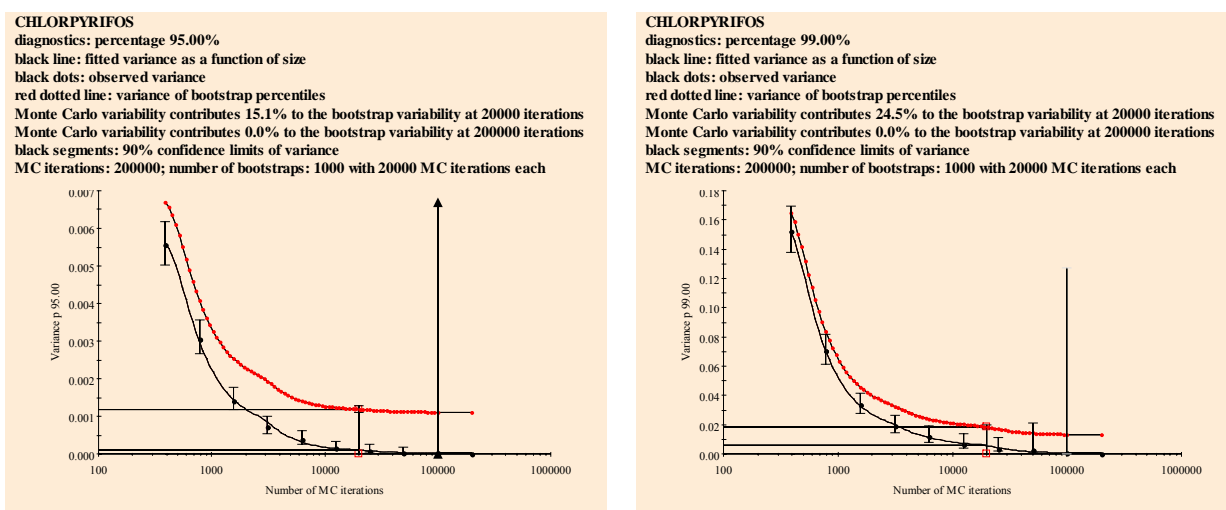 CHLORPYRIFOS
diagnostics: percentage 95.00%
black line: fitted variance as a function of size
black dots: observed variance
red dotted line: variance of bootstrap percentiles
Monte Carlo variability contributes 15.1% to the bootstrap variability at 20000 iterations
Monte Carlo variability contributes 0.0% to the bootstrap variability at 200000 iterations
black segments: 90% confidence limits of variance
MC iterations: 200000; number of bootstraps: 1000 with 20000 MC iterations each
0.007
0.006
0.005
0.004
0.003
0.002
0.001
0.000
Variance p 95.00
100 1000 10000 100000 1000000
Number of MC iterations
CHLORPYRIFOS
diagnostics: percentage 99.00%
black line: fitted variance as a function of size
black dots: observed variance
red dotted line: variance of bootstrap percentiles
Monte Carlo variability contributes 24.5% to the bootstrap variability at 20000 iterations
Monte Carlo variability contributes 0.0% to the bootstrap variability at 200000 iterations
black segments: 90% confidence limits of variance
MC iterations: 200000; number of bootstraps: 1000 with 20000 MC iterations each
0.18
0.16
0.14
0.12
0.10
0.08
0.06
0.04
0.02
0.00
Variance p 99.00
100 1000 10000 100000 1000000
Number of MC iterations